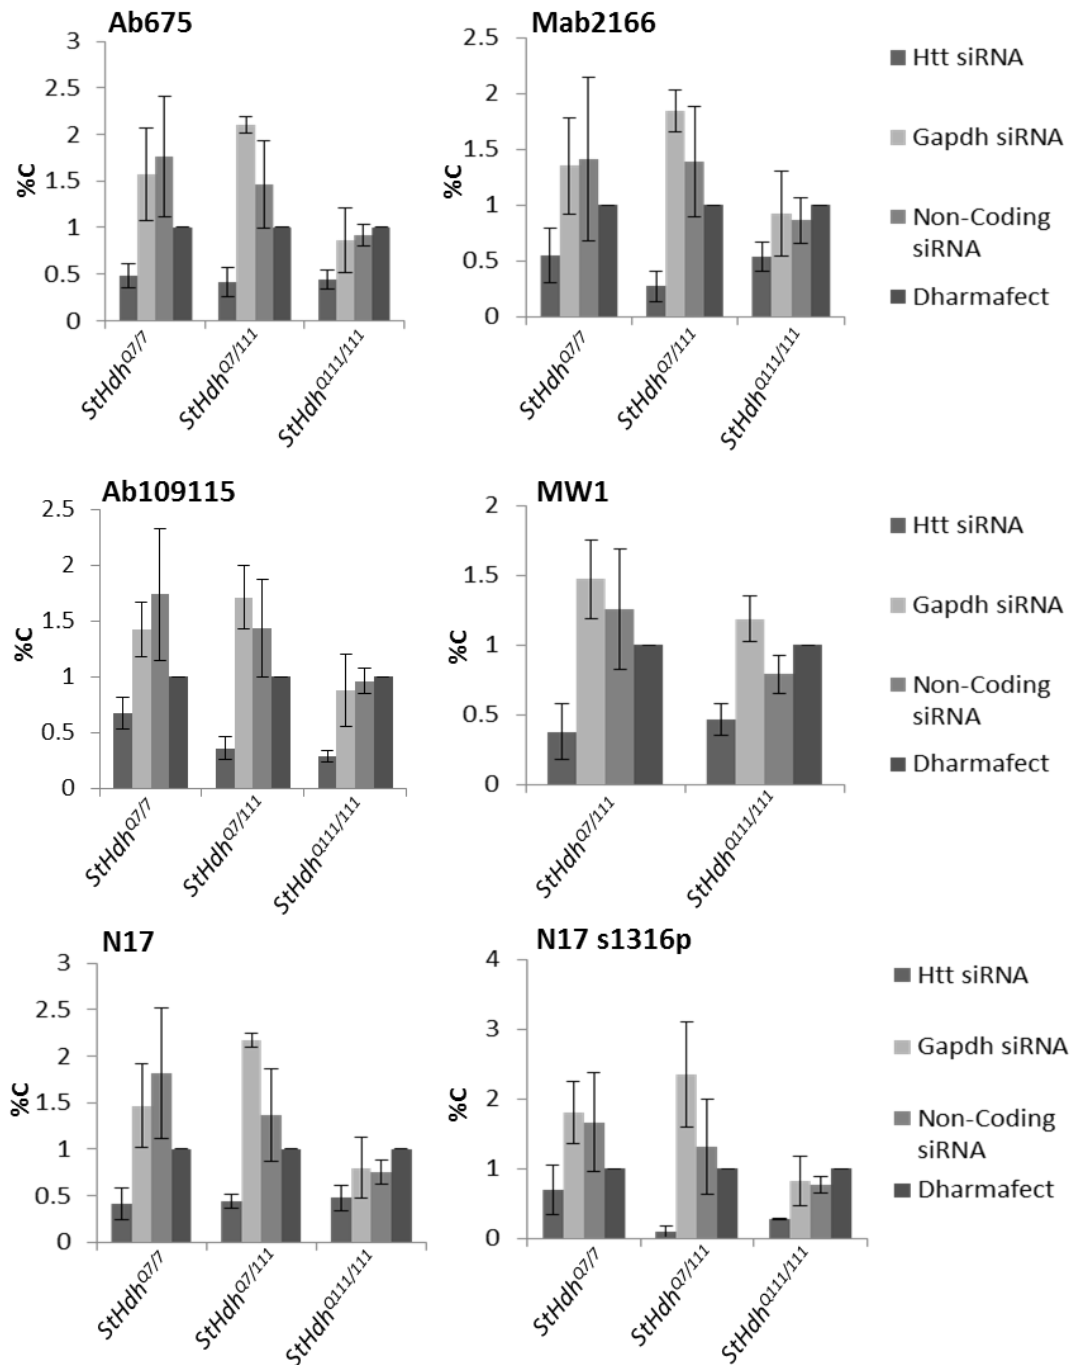 Ab675
3
2.5
2
1.5
1
0.5
0
%C
StHdhQ7/7
StHdhQ7/111
StHdhQ111/111
Mab2166
2.5
2
1.5
1
0.5
0
%C
StHdhQ7/7
StHdhQ7/111
StHdhQ111/111
Htt siRNA
Gapdh siRNA
Non-Coding
siRNA
Dharmafect
Ab109115
2.5
2
1.5
1
0.5
0
%C
StHdhQ7/7
StHdhQ7/111
StHdhQ111/111
MW1
2
1.5
1
0.5
0
%C
StHdhQ7/111
StHdhQ111/111
Htt siRNA
Gapdh siRNA
Non-Coding
siRNA
Dharmafect
N17
3
2.5
2
1.5
1
0.5
0
%C
StHdhQ7/7
StHdhQ7/111
StHdhQ111/111
N17 s1316p
4
3
2
1
0
%C
StHdhQ7/7
StHdhQ7/111
StHdhQ111/111
Htt siRNA
Gapdh siRNA
Non-Coding
siRNA
Dharmafect